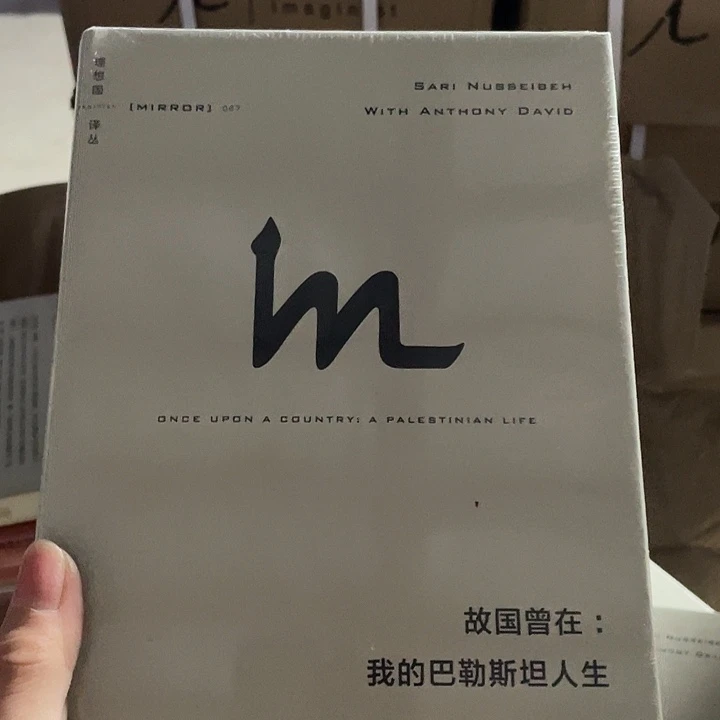 理想国
译丛
[MIRROR] 067
SARI NUSSEIBEH
WITH ANTHONY DAVID
ONCE UPON A COUNTRY: A PALESTINIAN LIFE
故国曾在：
我的巴勒斯坦人生
imaginist